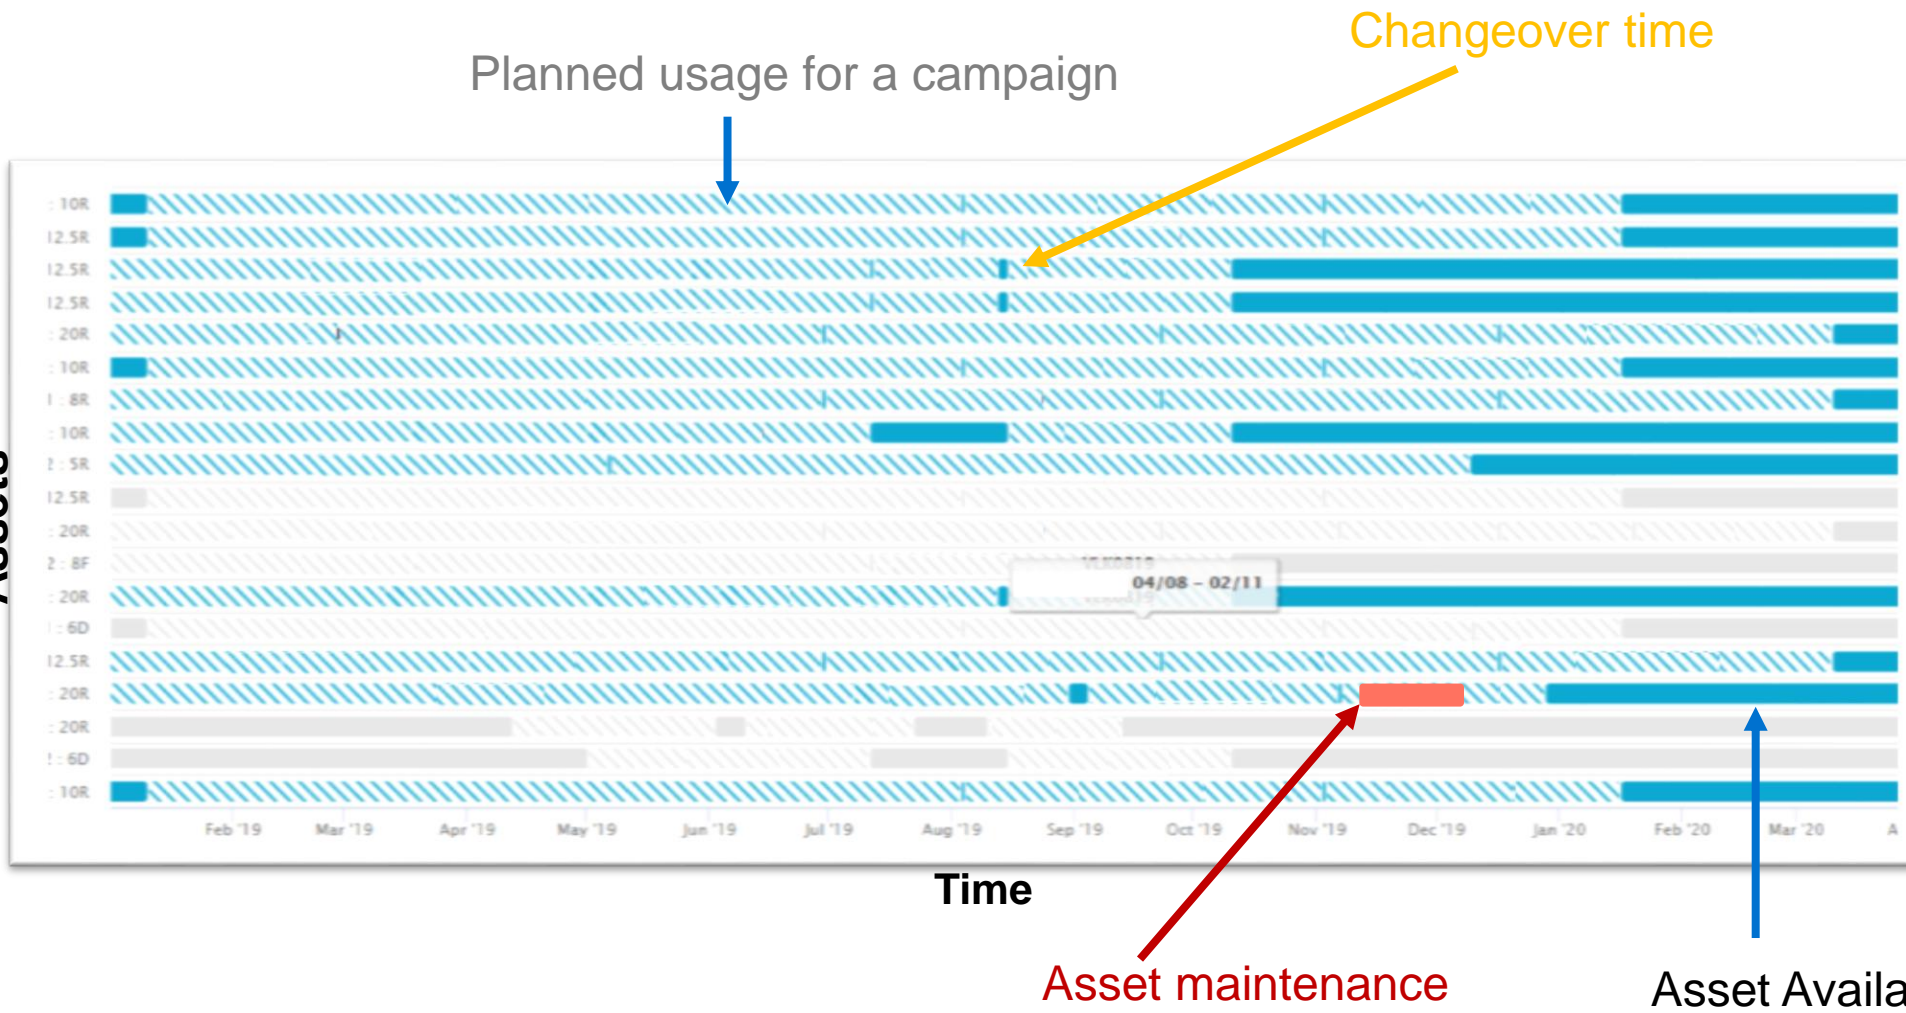 Changeover time
Planned usage for a campaign
: 10R
12.5R
12.5R
12.5R
: 20R
: 10R
: 8R
: 10R
: 5R
12.5R
: 20R
: 8F
04/08 – 02/11
: 20R
: 6D
12.5R
: 20R
: 20R
: 6D
: 10R
Assets
Feb '19 Mar '19 Apr '19 May '19 Jun '19 Jul '19 Aug '19 Sep '19 Oct '19 Nov '19 Dec '19 Jan '20 Feb '20 Mar '20 A
Time
Asset maintenance
Asset Availa